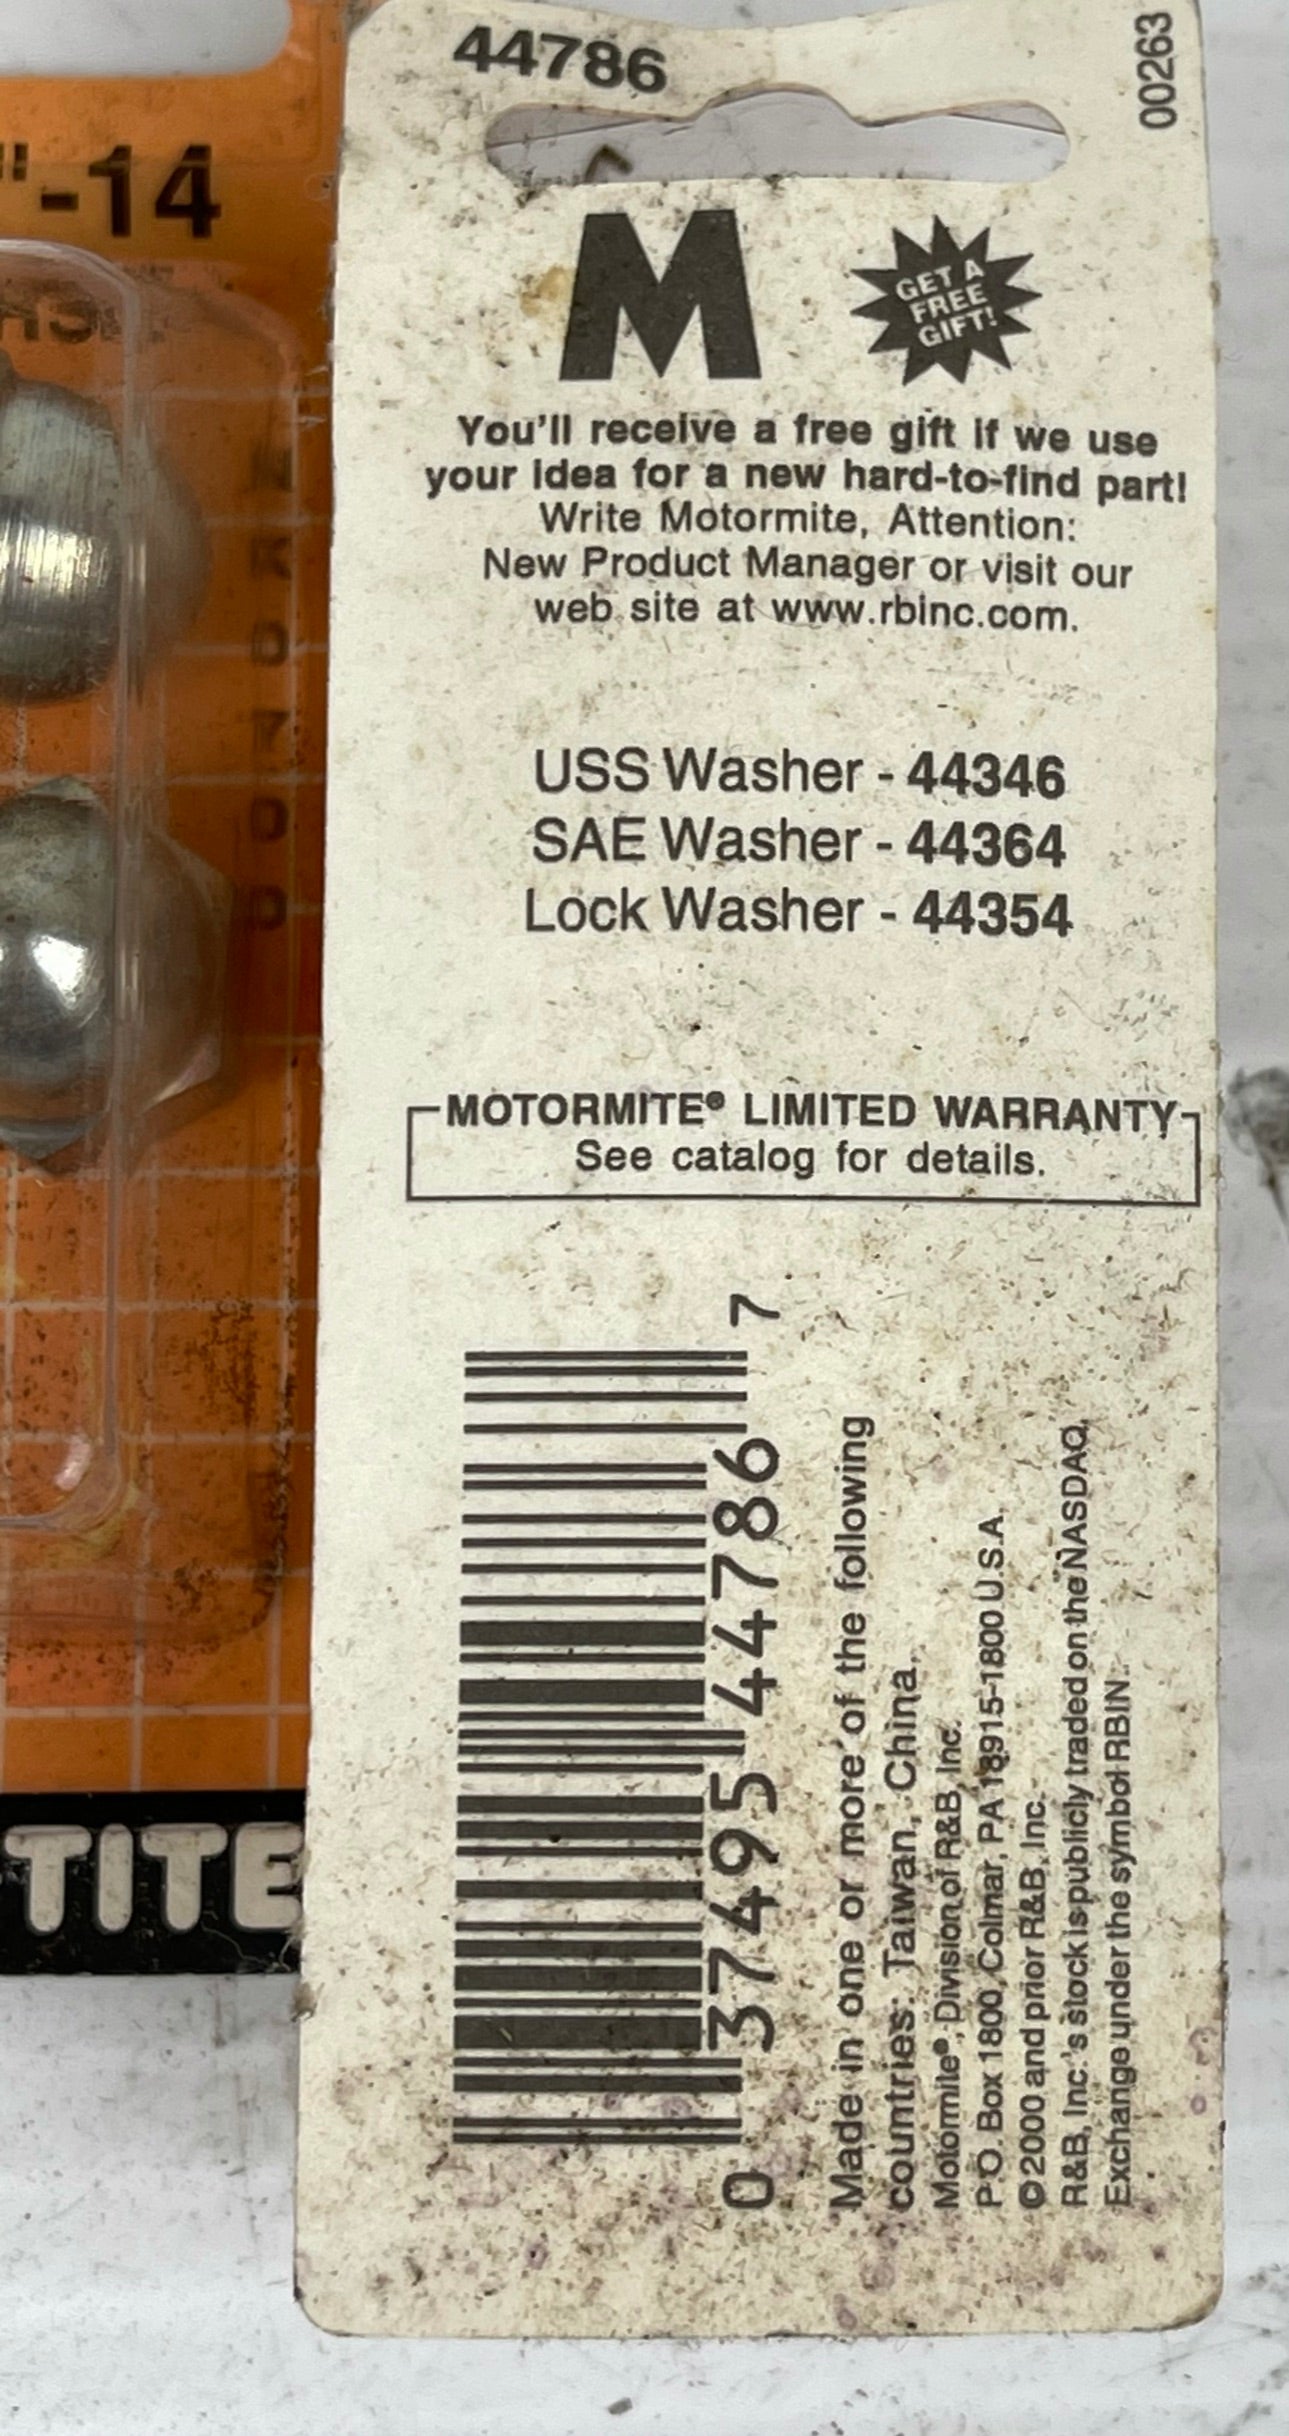 "-14
N
K
0
7
0
D
TITE
44786
00263
M
GET A
FREE
GIFT!
You'll receive a free gift if we use
your idea for a new hard-to-find part!
Write Motormite, Attention:
New Product Manager or visit our
web site at www.rbinc.com.
USS Washer - 44346
SAE Washer - 44364
Lock Washer - 44354
MOTORMITE® LIMITED WARRANTY
See catalog for details.
0 37495 44786 7
Made in one or more of the following
countries: Taiwan, China.
Motormite®, Division of R&B, Inc.
P.O. Box 1800, Colmar, PA 18915-1800 U.S.A.
©2000 and prior R&B, Inc.
R&B, Inc.'s stock is publicly traded on the NASDAQ
Exchange under the symbol RBIN.